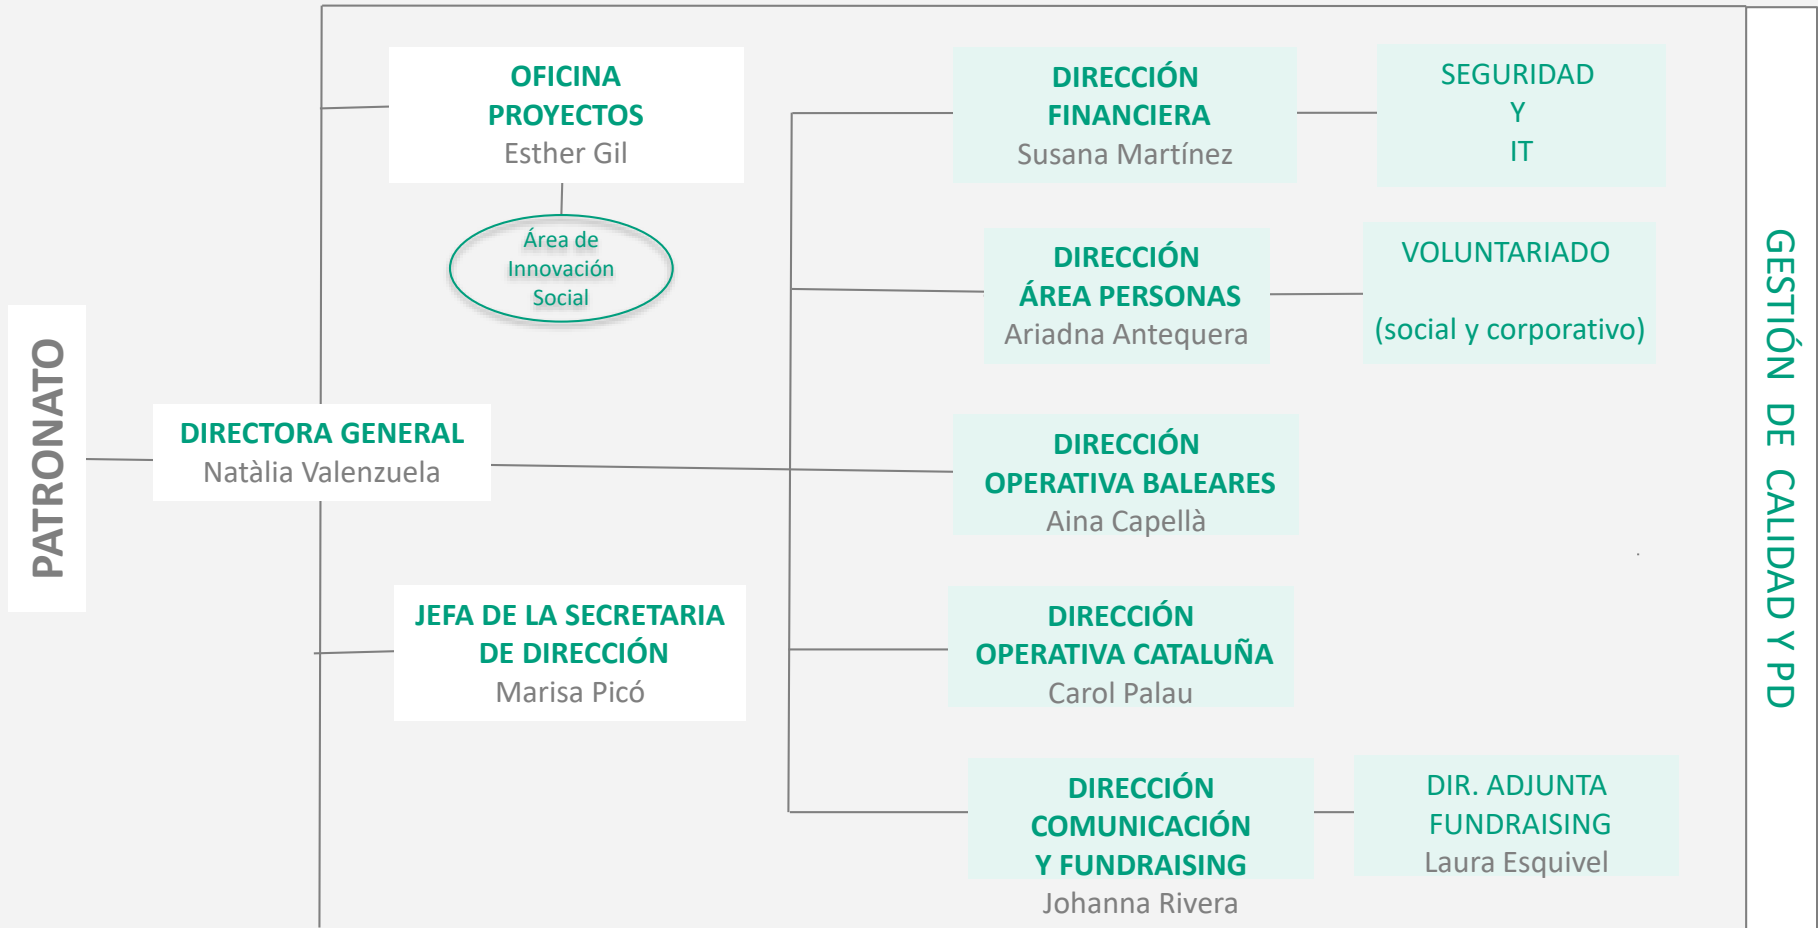 PATRONATO
DIRECTORA GENERAL
Natàlia Valenzuela
OFICINA
PROYECTOS
Esther Gil
Área de
Innovación
Social
JEFA DE LA SECRETARIA
DE DIRECCIÓN
Marisa Picó
DIRECCIÓN
FINANCIERA
Susana Martínez
SEGURIDAD
Y
IT
DIRECCIÓN
ÁREA PERSONAS
Ariadna Antequera
VOLUNTARIADO
(social y corporativo)
DIRECCIÓN
OPERATIVA BALEARES
Aina Capellà
.
DIRECCIÓN
OPERATIVA CATALUÑA
Carol Palau
DIRECCIÓN
COMUNICACIÓN
Y FUNDRAISING
Johanna Rivera
DIR. ADJUNTA
FUNDRAISING
Laura Esquivel
GESTIÓN DE CALIDAD Y PD